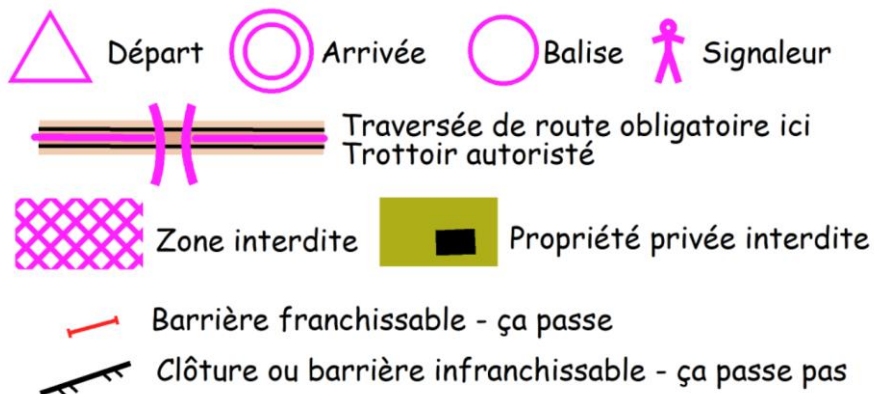 Départ Arrivée Balise Signaleur
Traversée de route obligatoire ici
Trottoir autoristé
Zone interdite Propriété privée interdite
Barrière franchissable - ça passe
Clôture ou barrière infranchissable - ça passe pas